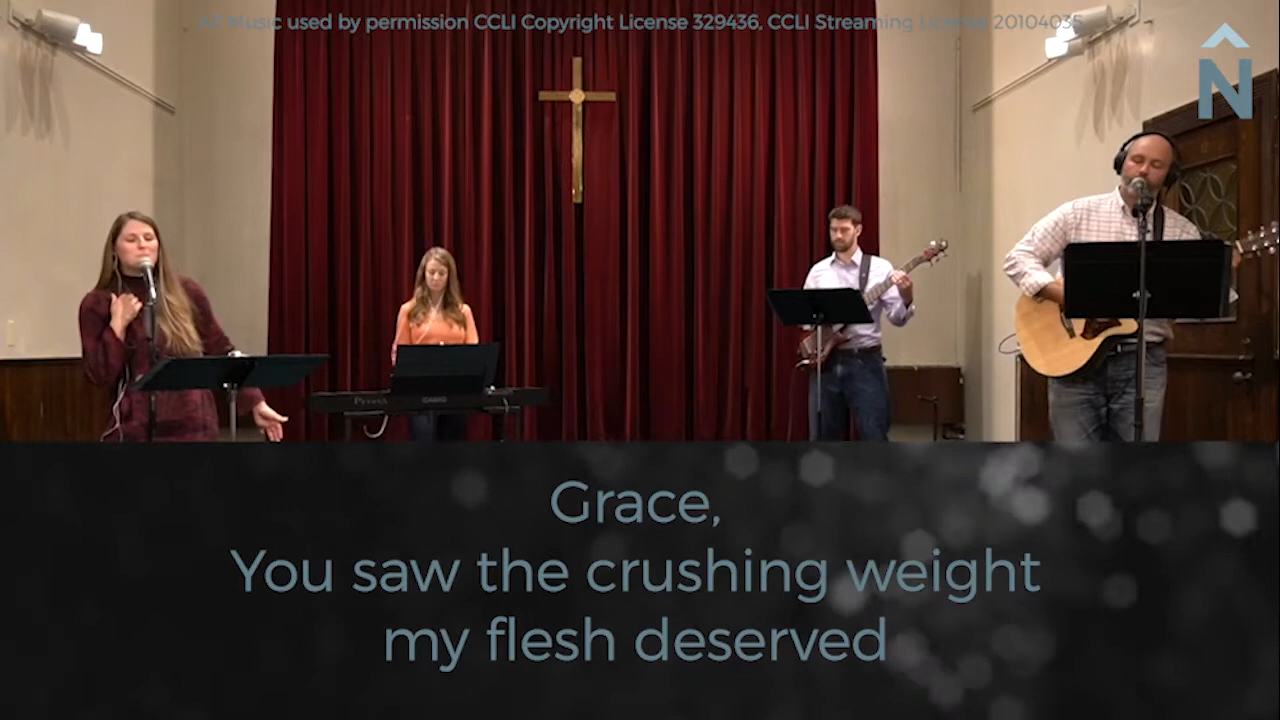 All Music used by permission CCLI Copyright License 329436, CCLI Streaming License 20104035
N
CASIO
Grace,
You saw the crushing weight
my flesh deserved